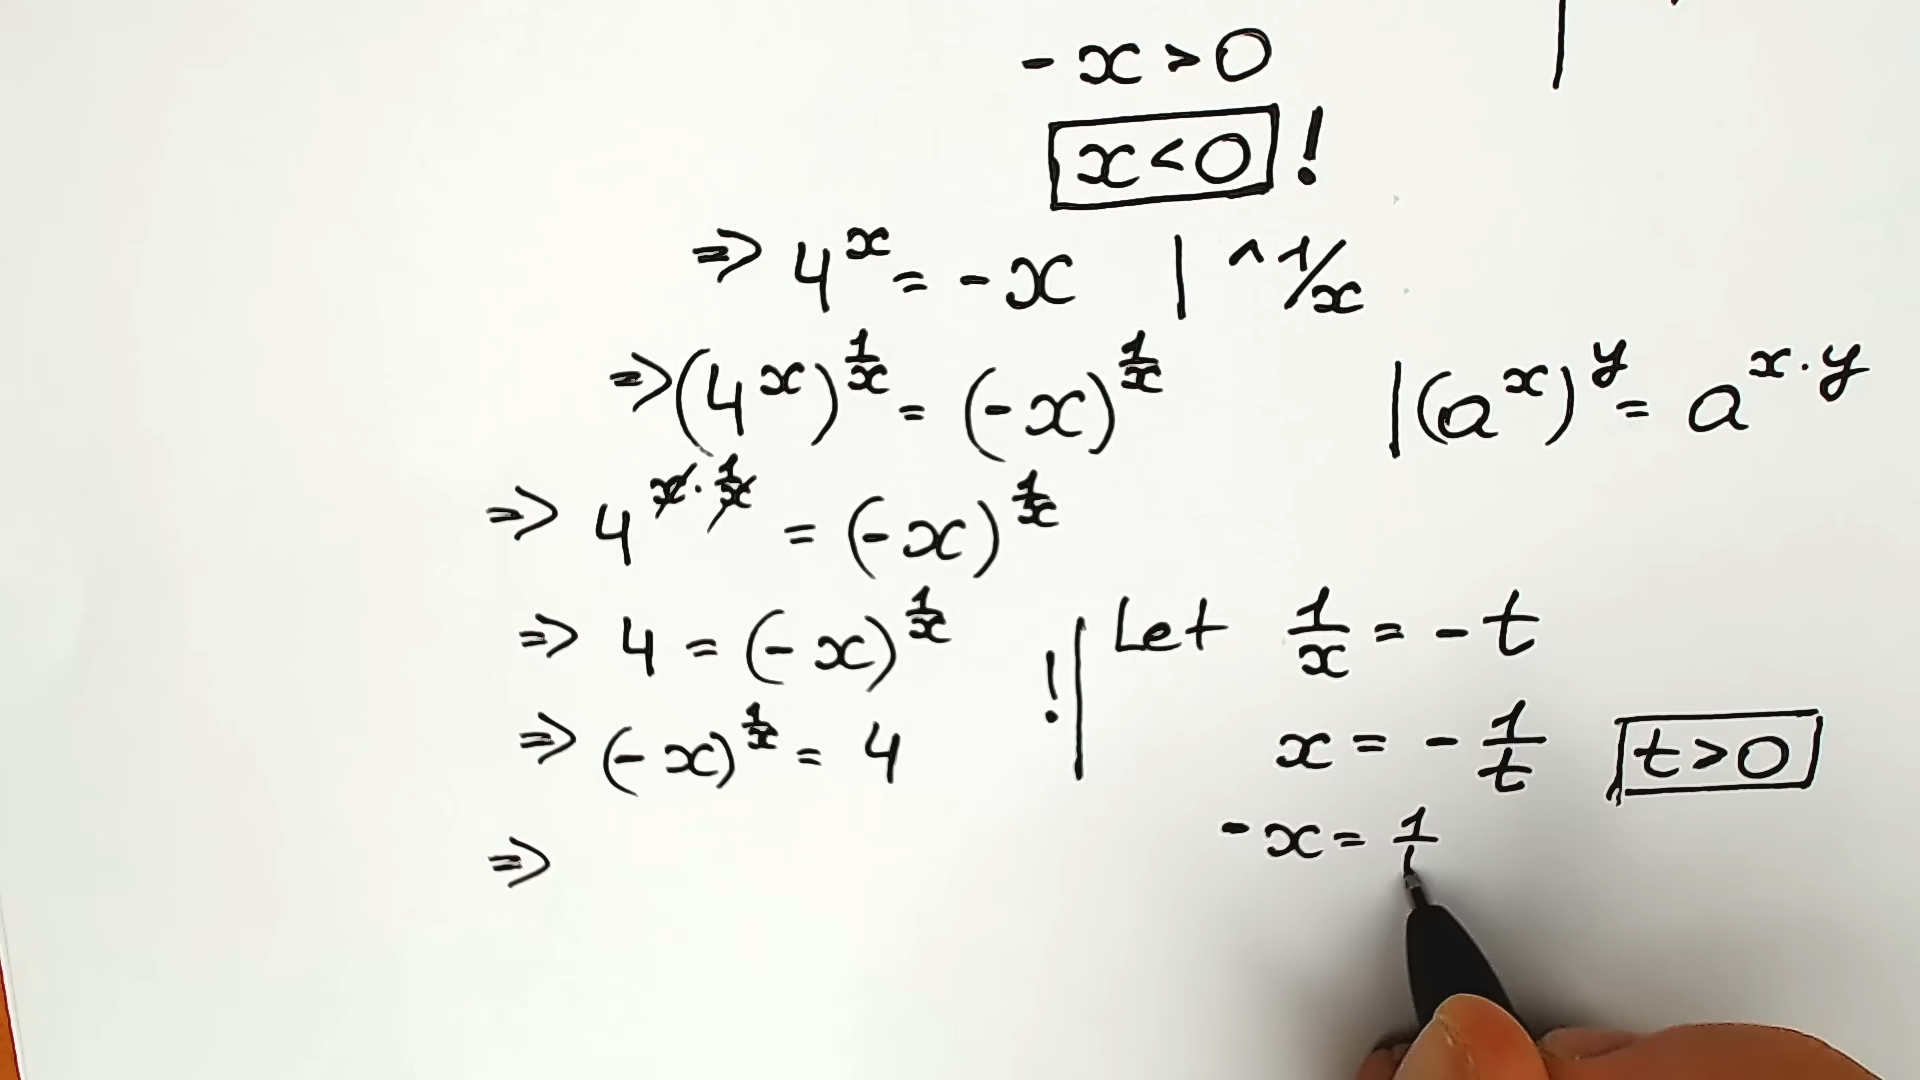 -x > 0
x < 0 !
=> 4^x = -x | ^ 1/x
=> (4^x)^(1/x) = (-x)^(1/x) | (a^x)^y = a^(x·y)
=> 4^(x·1/x) = (-x)^(1/x)
=> 4 = (-x)^(1/x) ! | Let 1/x = -t
=> (-x)^(1/x) = 4 x = -1/t t > 0
=> -x = 1/